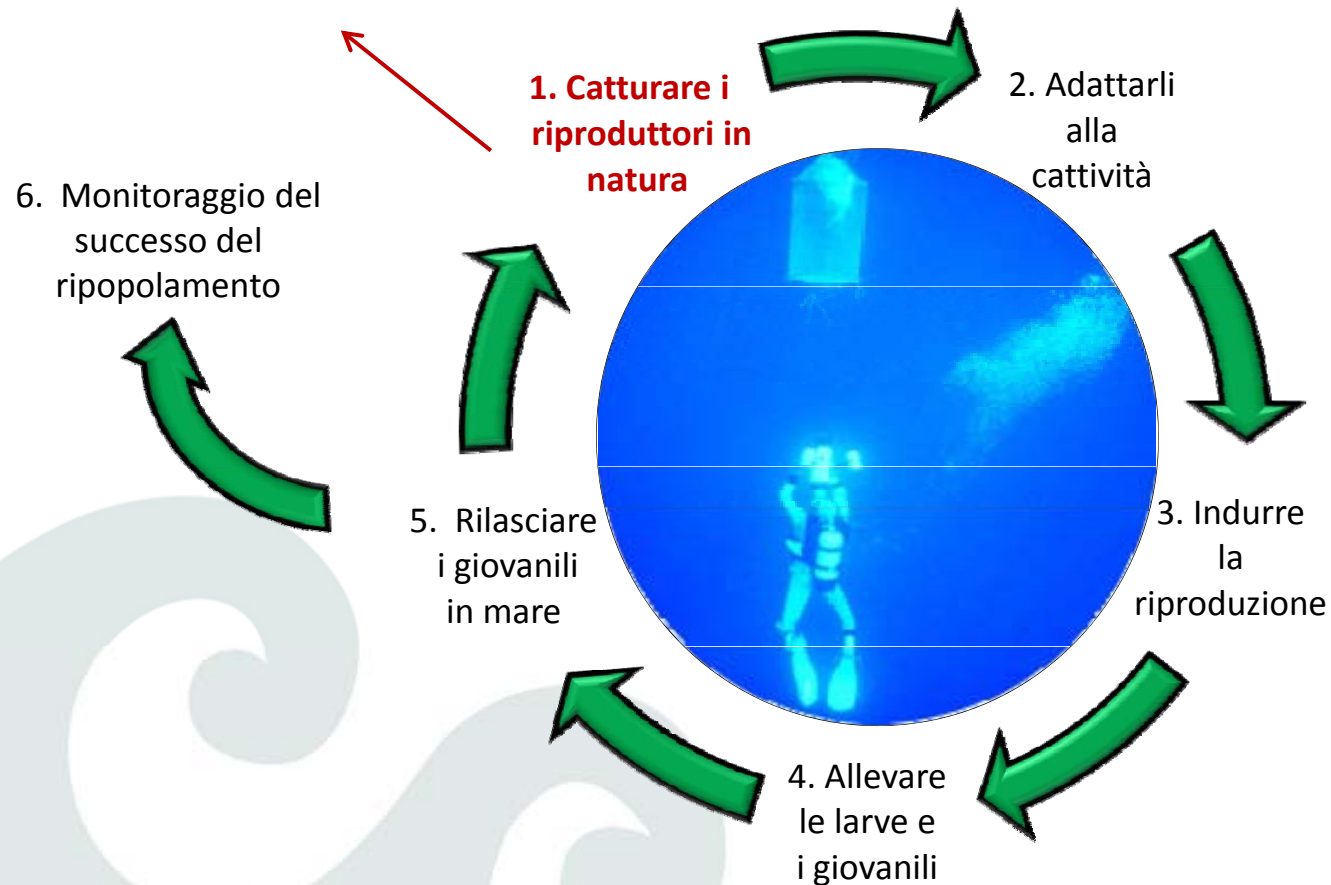 1. Catturare i
riproduttori in
natura
2. Adattarli
alla
cattività
3. Indurre
la
riproduzione
4. Allevare
le larve e
i giovanili
5. Rilasciare
i giovanili
in mare
6. Monitoraggio del
successo del
ripopolamento